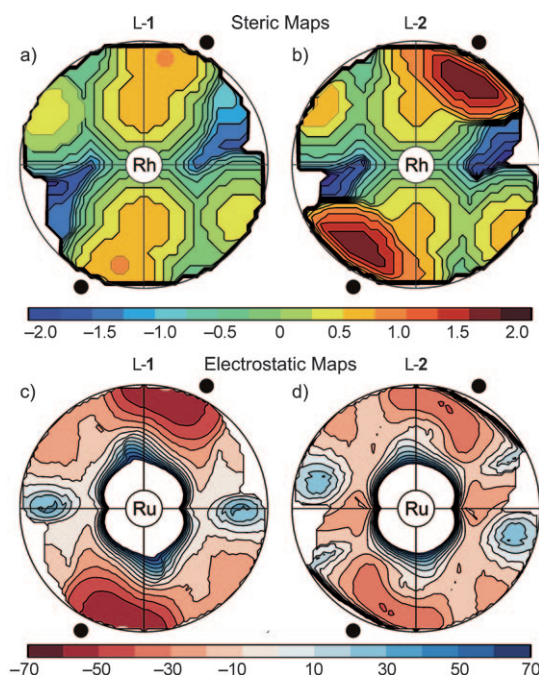 L-1 Steric Maps L-2
a) b)
Rh Rh
−2.0 −1.5 −1.0 −0.5 0 0.5 1.0 1.5 2.0
L-1 Electrostatic Maps L-2
c) d)
Ru Ru
−70 −50 −30 −10 10 30 50 70